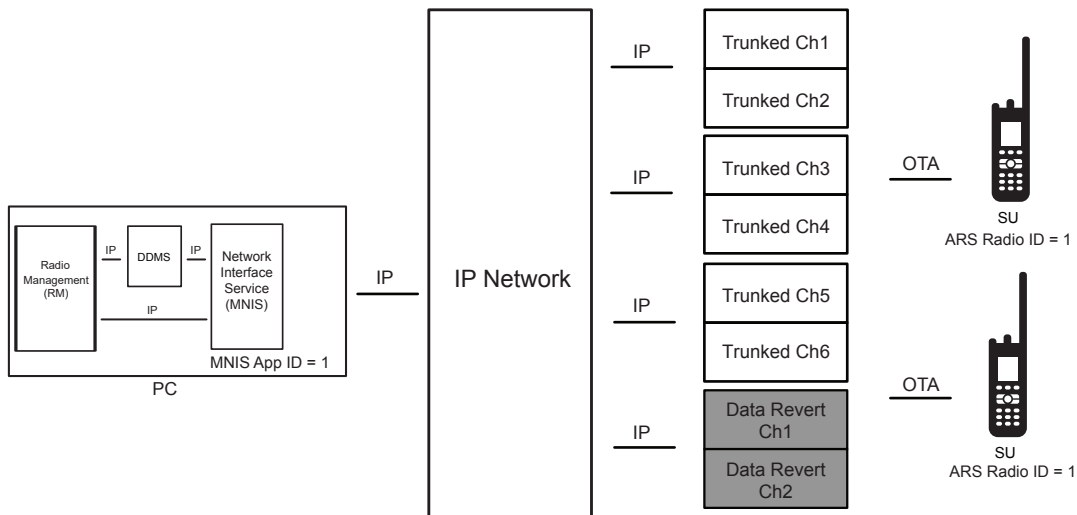 Radio
Management
(RM)
IP
DDMS
IP
Network
Interface
Service
(MNIS)
IP
MNIS App ID = 1
PC
IP
IP Network
IP
Trunked Ch1
Trunked Ch2
IP
Trunked Ch3
Trunked Ch4
IP
Trunked Ch5
Trunked Ch6
IP
Data Revert
Ch1
Data Revert
Ch2
OTA
SU
ARS Radio ID = 1
OTA
SU
ARS Radio ID = 1